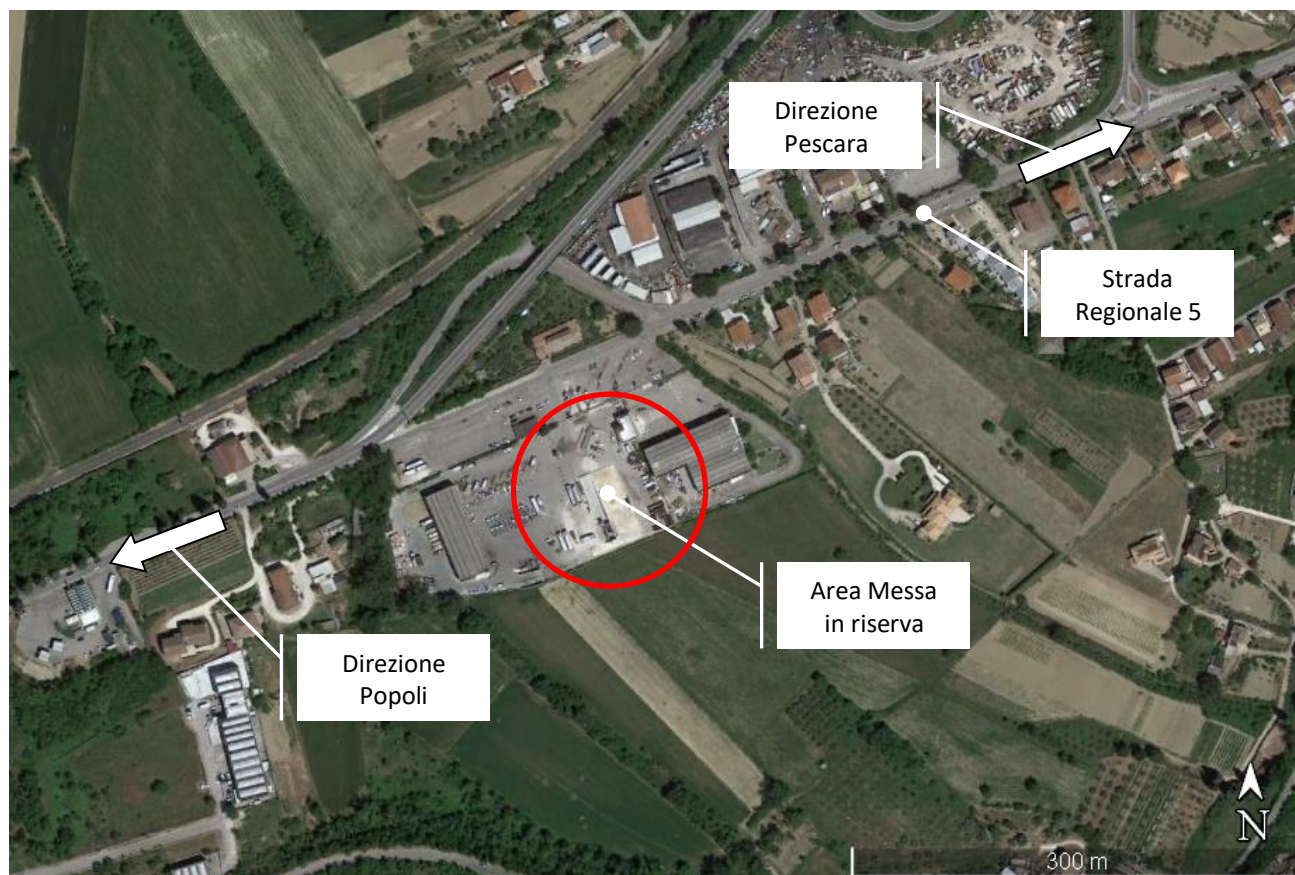 Direzione
Pescara
Strada
Regionale 5
Area Messa
in riserva
Direzione
Popoli
N
300 m